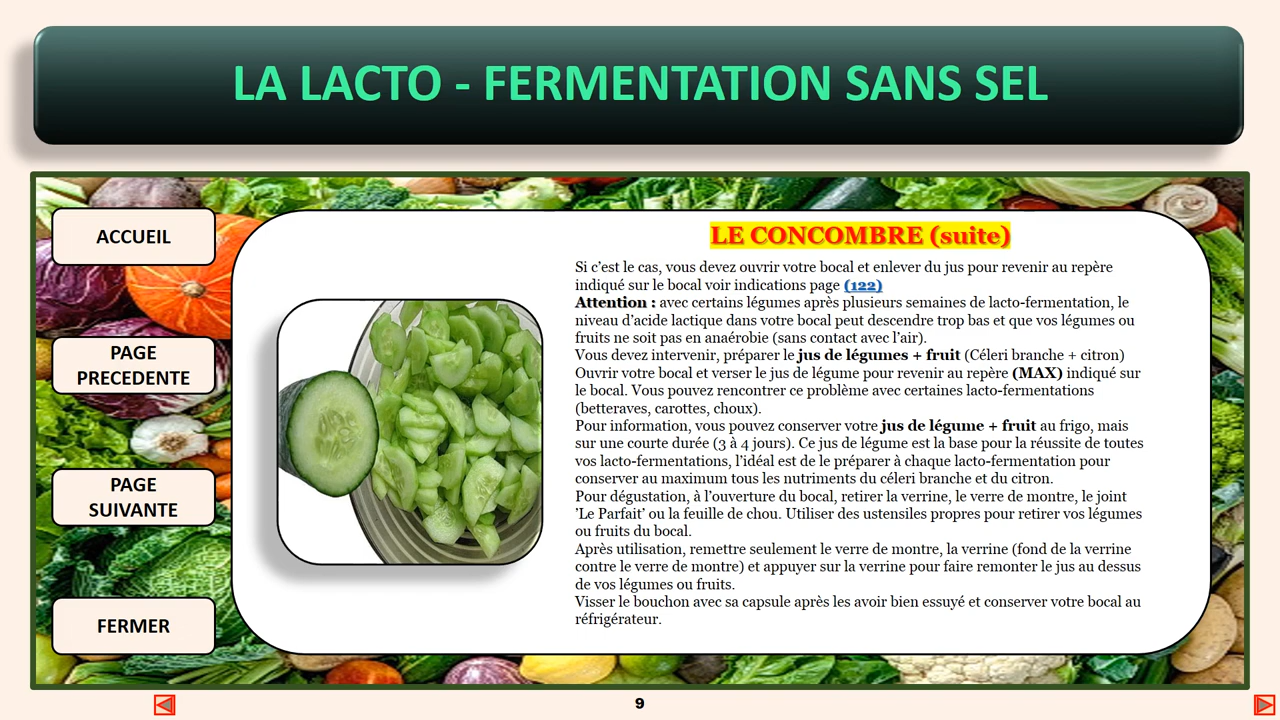 LA LACTO - FERMENTATION SANS SEL
ACCUEIL
PAGE
PRECEDENTE
PAGE
SUIVANTE
FERMER
LE CONCOMBRE (suite)
Si c’est le cas, vous devez ouvrir votre bocal et enlever du jus pour revenir au repère
indiqué sur le bocal voir indications page (122)
Attention : avec certains légumes après plusieurs semaines de lacto-fermentation, le
niveau d’acide lactique dans votre bocal peut descendre trop bas et que vos légumes ou
fruits ne soit pas en anaérobie (sans contact avec l’air).
Vous devez intervenir, préparer le jus de légumes + fruit (Céleri branche + citron)
Ouvrir votre bocal et verser le jus de légume pour revenir au repère (MAX) indiqué sur
le bocal. Vous pouvez rencontrer ce problème avec certaines lacto-fermentations
(betteraves, carottes, choux).
Pour information, vous pouvez conserver votre jus de légume + fruit au frigo, mais
sur une courte durée (3 à 4 jours). Ce jus de légume est la base pour la réussite de toutes
vos lacto-fermentations, l’idéal est de le préparer à chaque lacto-fermentation pour
conserver au maximum tous les nutriments du céleri branche et du citron.
Pour dégustation, à l’ouverture du bocal, retirer la verrine, le verre de montre, le joint
’Le Parfait’ ou la feuille de chou. Utiliser des ustensiles propres pour retirer vos légumes
ou fruits du bocal.
Après utilisation, remettre seulement le verre de montre, la verrine (fond de la verrine
contre le verre de montre) et appuyer sur la verrine pour faire remonter le jus au dessus
de vos légumes ou fruits.
Visser le bouchon avec sa capsule après les avoir bien essuyé et conserver votre bocal au
réfrigérateur.
9